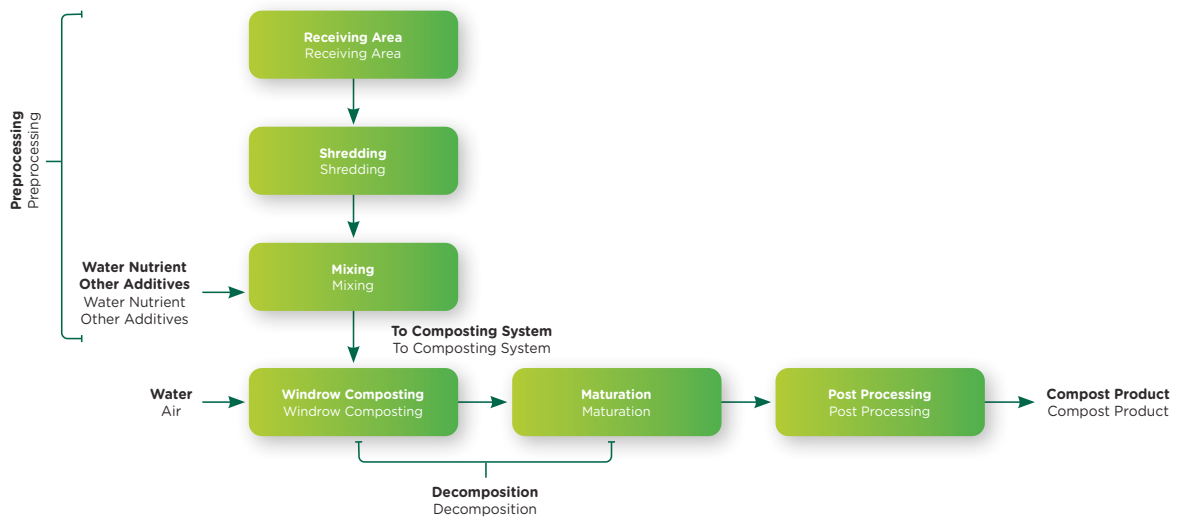 Receiving Area
Receiving Area
Shredding
Shredding
Preprocessing
Preprocessing
Mixing
Mixing
Water Nutrient
Other Additives
Water Nutrient
Other Additives
To Composting System
To Composting System
Water
Air
Windrow Composting
Windrow Composting
Maturation
Maturation
Post Processing
Post Processing
Compost Product
Compost Product
Decomposition
Decomposition